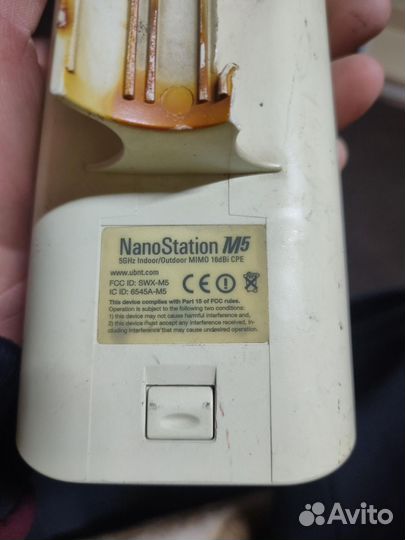 NanoStation M5
5GHz Indoor/Outdoor MIMO 16dBi CPE
www.ubnt.com
FCC ID: SWX-M5
IC ID: 6545A-M5
CE
This device complies with Part 15 of FCC rules.
Operation is subject to the following two conditions:
1) this device may not cause harmful interference and,
2) this device must accept any interference received, in-
cluding interference that may cause undesired operation.
Avito